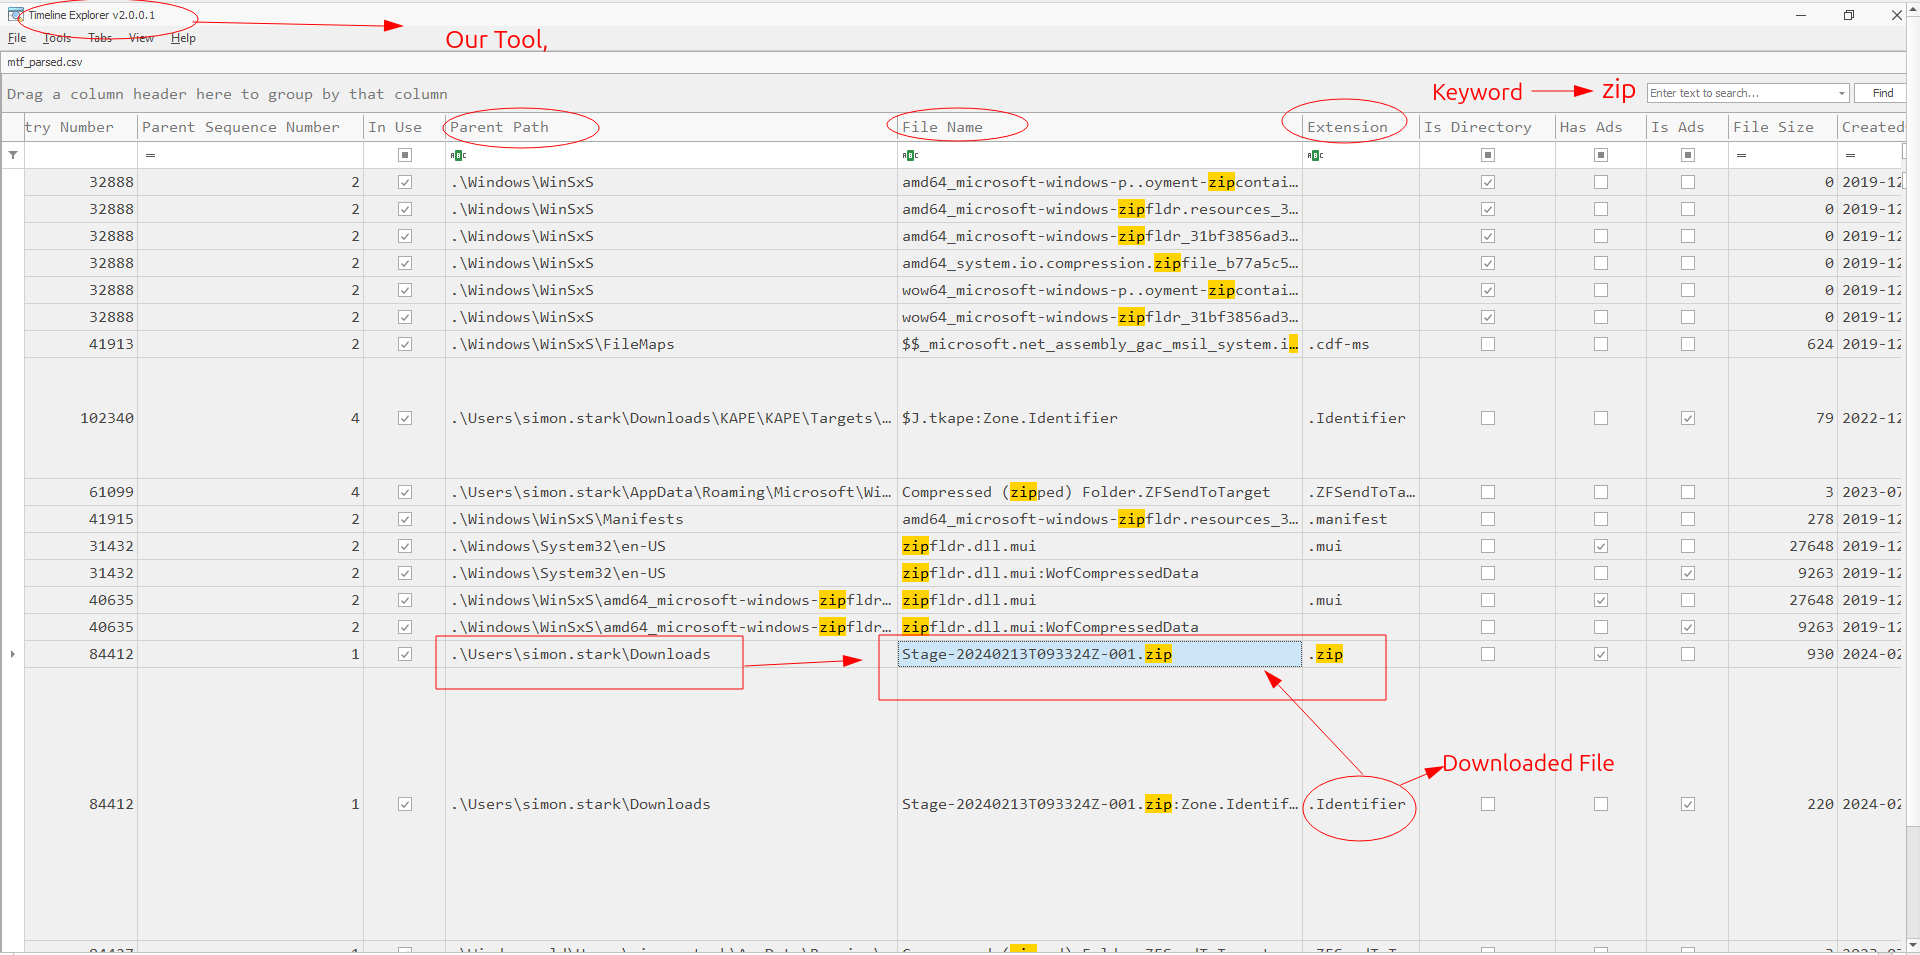 Timeline Explorer v2.0.0.1
File Tools Tabs View Help
Our Tool,
mtf_parsed.csv
Drag a column header here to group by that column
Keyword zip Enter text to search... Find
try Number Parent Sequence Number In Use Parent Path File Name Extension Is Directory Has Ads Is Ads File Size Created
= = =
32888 2 .\Windows\WinSxS amd64_microsoft-windows-p..oyment-zipcontai… 0 2019-12
32888 2 .\Windows\WinSxS amd64_microsoft-windows-zipfldr.resources_3… 0 2019-12
32888 2 .\Windows\WinSxS amd64_microsoft-windows-zipfldr_31bf3856ad3… 0 2019-12
32888 2 .\Windows\WinSxS amd64_system.io.compression.zipfile_b77a5c5… 0 2019-12
32888 2 .\Windows\WinSxS wow64_microsoft-windows-p..oyment-zipcontai… 0 2019-12
32888 2 .\Windows\WinSxS wow64_microsoft-windows-zipfldr_31bf3856ad3… 0 2019-12
41913 2 .\Windows\WinSxS\FileMaps $$_microsoft.net_assembly_gac_msil_system.i… .cdf-ms 624 2019-12
102340 4 .\Users\simon.stark\Downloads\KAPE\KAPE\Targets\… $J.tkape:Zone.Identifier .Identifier 79 2022-12
61099 4 .\Users\simon.stark\AppData\Roaming\Microsoft\Wi… Compressed (zipped) Folder.ZFSendToTarget .ZFSendToTa… 3 2023-07
41915 2 .\Windows\WinSxS\Manifests amd64_microsoft-windows-zipfldr.resources_3… .manifest 278 2019-12
31432 2 .\Windows\System32\en-US zipfldr.dll.mui .mui 27648 2019-12
31432 2 .\Windows\System32\en-US zipfldr.dll.mui:WofCompressedData 9263 2019-12
40635 2 .\Windows\WinSxS\amd64_microsoft-windows-zipfldr… zipfldr.dll.mui .mui 27648 2019-12
40635 2 .\Windows\WinSxS\amd64_microsoft-windows-zipfldr… zipfldr.dll.mui:WofCompressedData 9263 2019-12
84412 1 .\Users\simon.stark\Downloads Stage-20240213T093324Z-001.zip .zip 930 2024-02
Downloaded File
84412 1 .\Users\simon.stark\Downloads Stage-20240213T093324Z-001.zip:Zone.Identif… .Identifier 220 2024-02